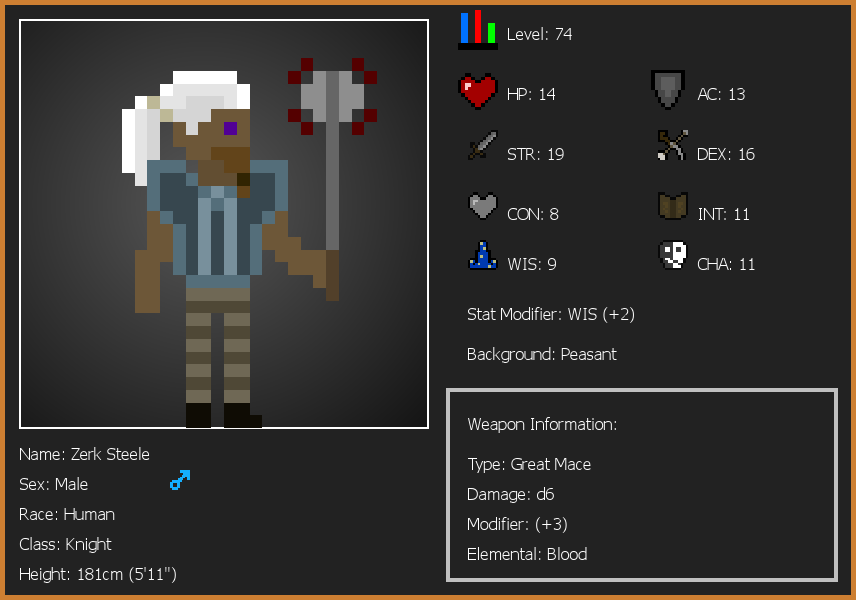 Level: 74
HP: 14
AC: 13
STR: 19
DEX: 16
CON: 8
INT: 11
WIS: 9
CHA: 11
Stat Modifier: WIS (+2)
Background: Peasant
Weapon Information:
Type: Great Mace
Damage: d6
Modifier: (+3)
Elemental: Blood
Name: Zerk Steele
Sex: Male
Race: Human
Class: Knight
Height: 181cm (5'11")